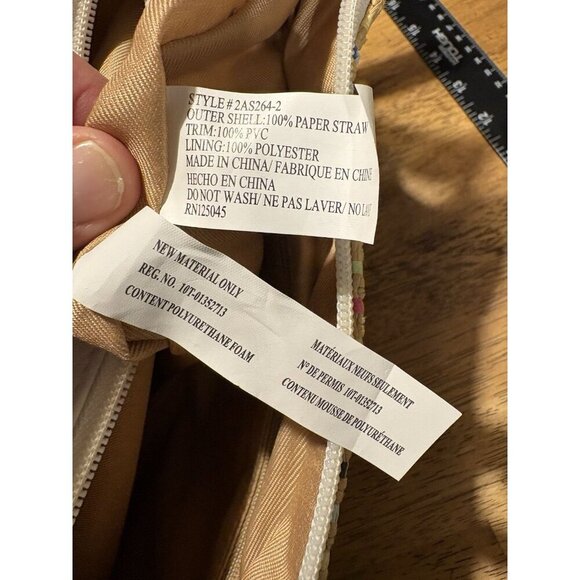 STYLE # 2AS264-2
OUTER SHELL:100% PAPER STRAW
TRIM:100% PVC
LINING:100% POLYESTER
MADE IN CHINA/ FABRIQUE EN CHINE
HECHO EN CHINA
DO NOT WASH/ NE PAS LAVER/ NO
RN125045
NEW MATERIAL ONLY
REG. NO. 10T-01352713
CONTENT POLYURETHANE FOAM
MATÉRIAUX NEUFS SEULEMENT
N° DE PERMIS 10T-01352713
CONTENU MOUSSE DE POLYURÉTHANE